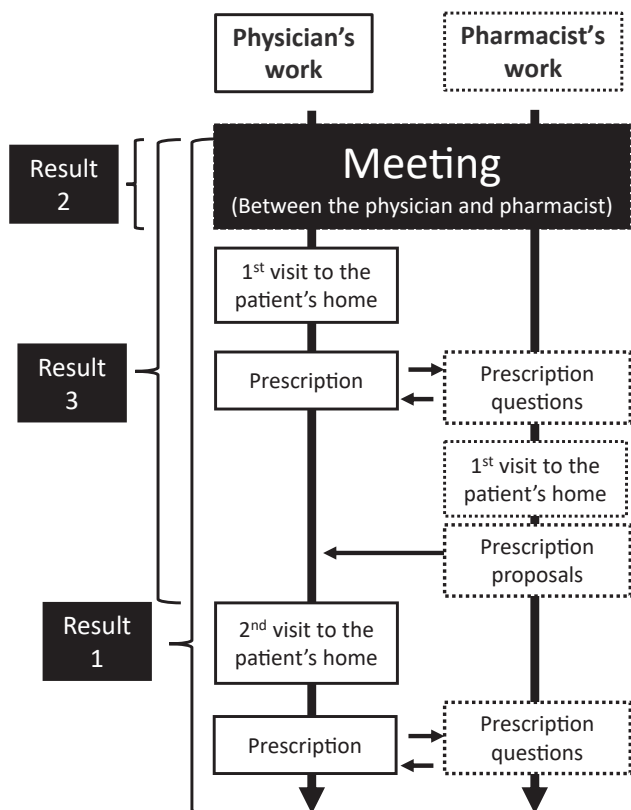 Physician’s
work
Pharmacist’s
work
Result
2
Meeting
(Between the physician and pharmacist)
1st visit to the
patient’s home
Result
3
Prescription
Prescription
questions
1st visit to the
patient’s home
Prescription
proposals
Result
1
2nd visit to the
patient’s home
Prescription
Prescription
questions